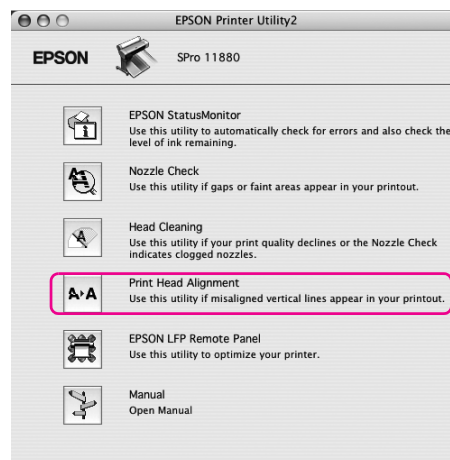 EPSON Printer Utility2
EPSON
SPro 11880
EPSON StatusMonitor
Use this utility to automatically check for errors and also check the
level of ink remaining.
Nozzle Check
Use this utility if gaps or faint areas appear in your printout.
Head Cleaning
Use this utility if your print quality declines or the Nozzle Check
indicates clogged nozzles.
Print Head Alignment
Use this utility if misaligned vertical lines appear in your printout.
EPSON LFP Remote Panel
Use this utility to optimize your printer.
Manual
Open Manual